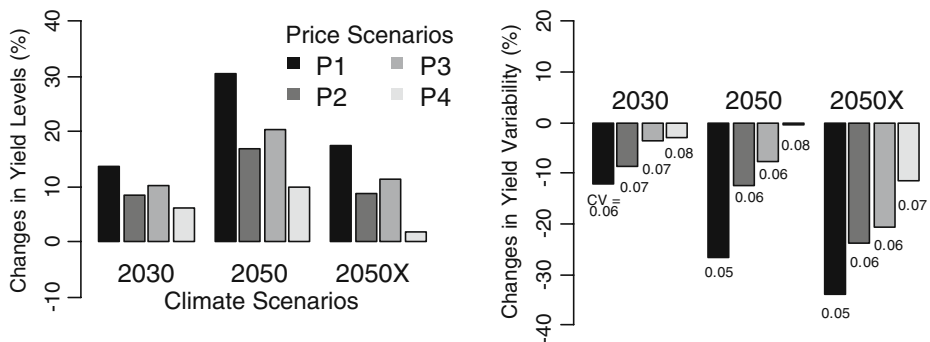 Changes in Yield Levels (%)
40
30
20
10
0
-10
Price Scenarios
P1
P3
P2
P4
2030
2050
2050X
Climate Scenarios
Changes in Yield Variability (%)
20
10
0
-10
-20
-30
-40
2030
2050
2050X
CV =
0.06
0.07
0.07
0.08
0.05
0.06
0.06
0.08
0.05
0.06
0.06
0.07